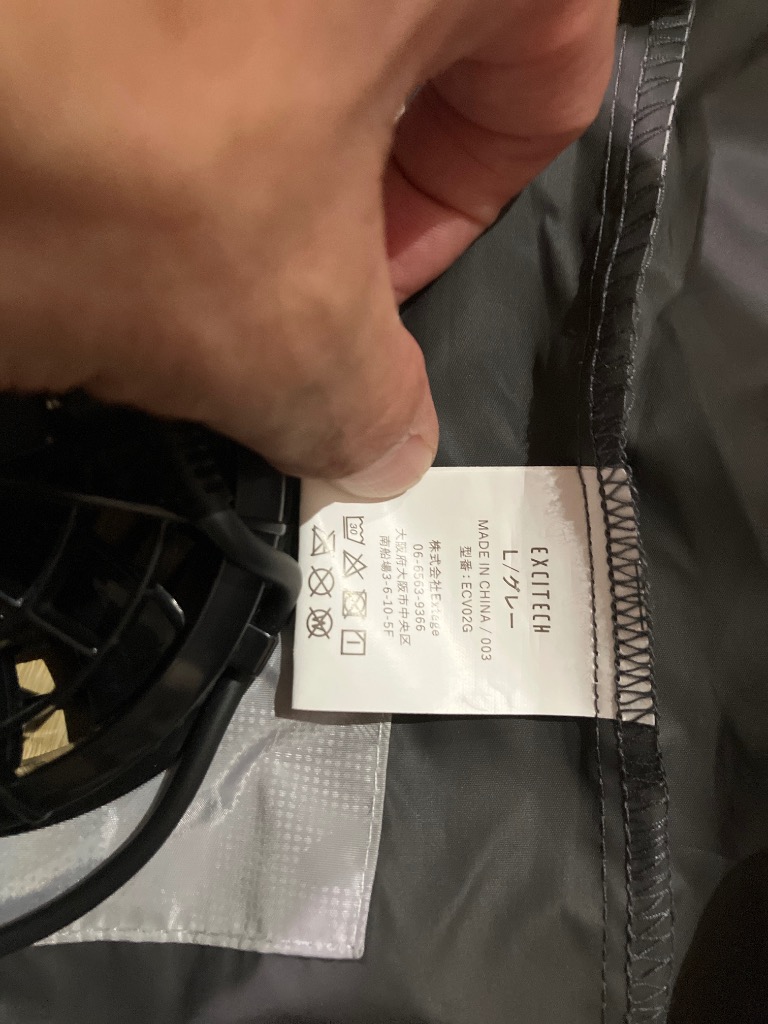 EXCITECH
L/グレー
MADE IN CHINA / 003
型番：ECV02G
株式会社Extage
06-6563-9366
大阪府大阪市中央区
南船場3-6-10-5F
30